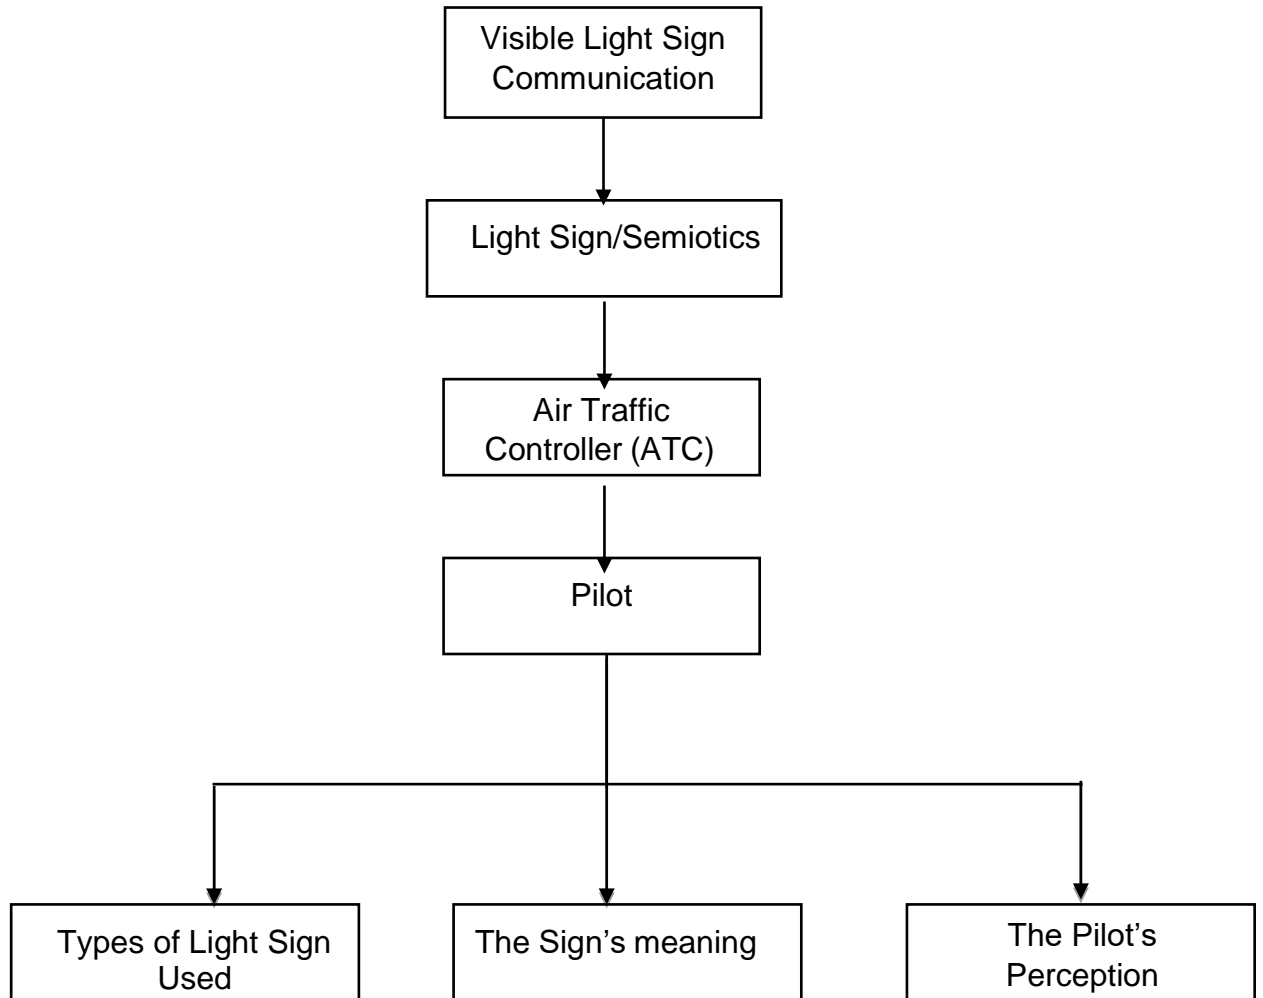 Visible Light Sign
Communication
Light Sign/Semiotics
Air Traffic
Controller (ATC)
Pilot
Types of Light Sign
Used
The Sign’s meaning
The Pilot’s
Perception